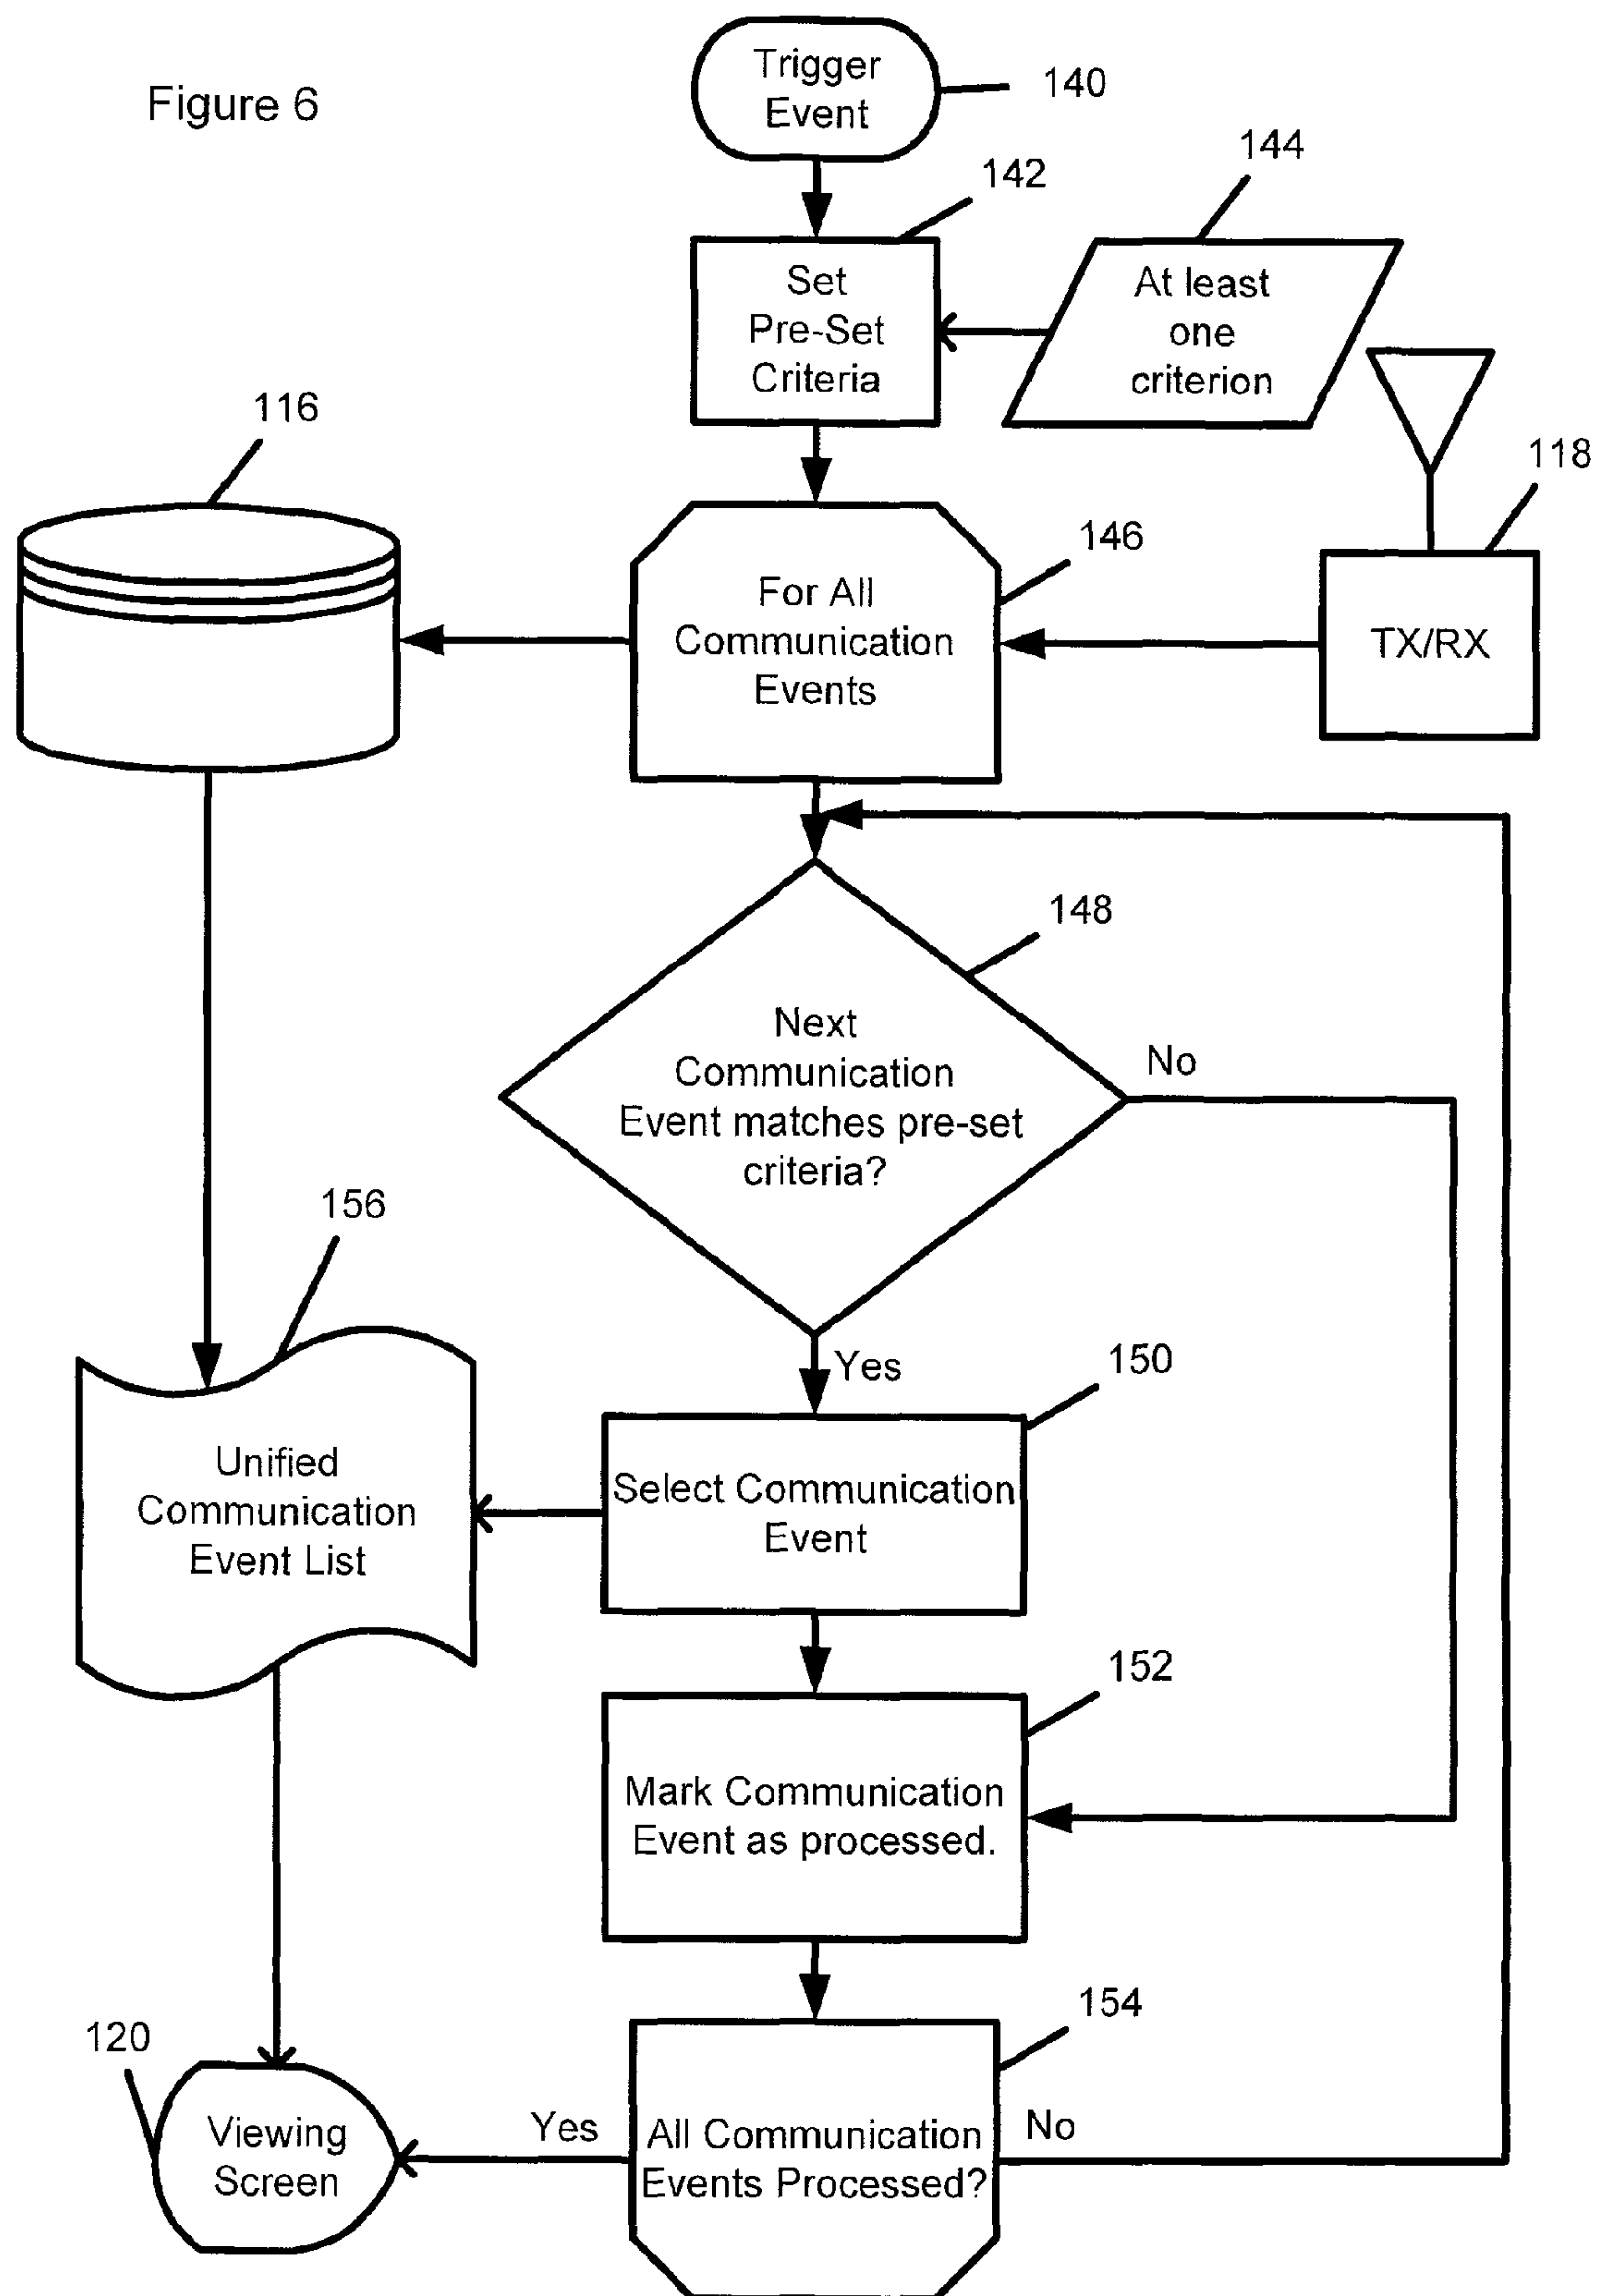 Figure 6
Trigger
Event
140
142
144
Set
Pre-Set
Criteria
At least
one
criterion
116
118
146
For All
Communication
Events
TX/RX
148
Next
Communication
Event matches pre-set
criteria?
No
156
Yes
150
Unified
Communication
Event List
Select Communication
Event
152
Mark Communication
Event as processed.
154
120
Viewing
Screen
Yes
All Communication
Events Processed?
No